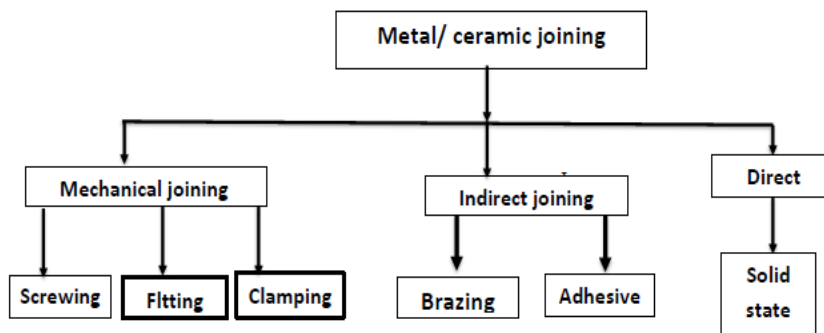 Metal/ ceramic joining
Mechanical joining
Indirect joining
Direct
Screwing
Fltting
Clamping
Brazing
Adhesive
Solid
state